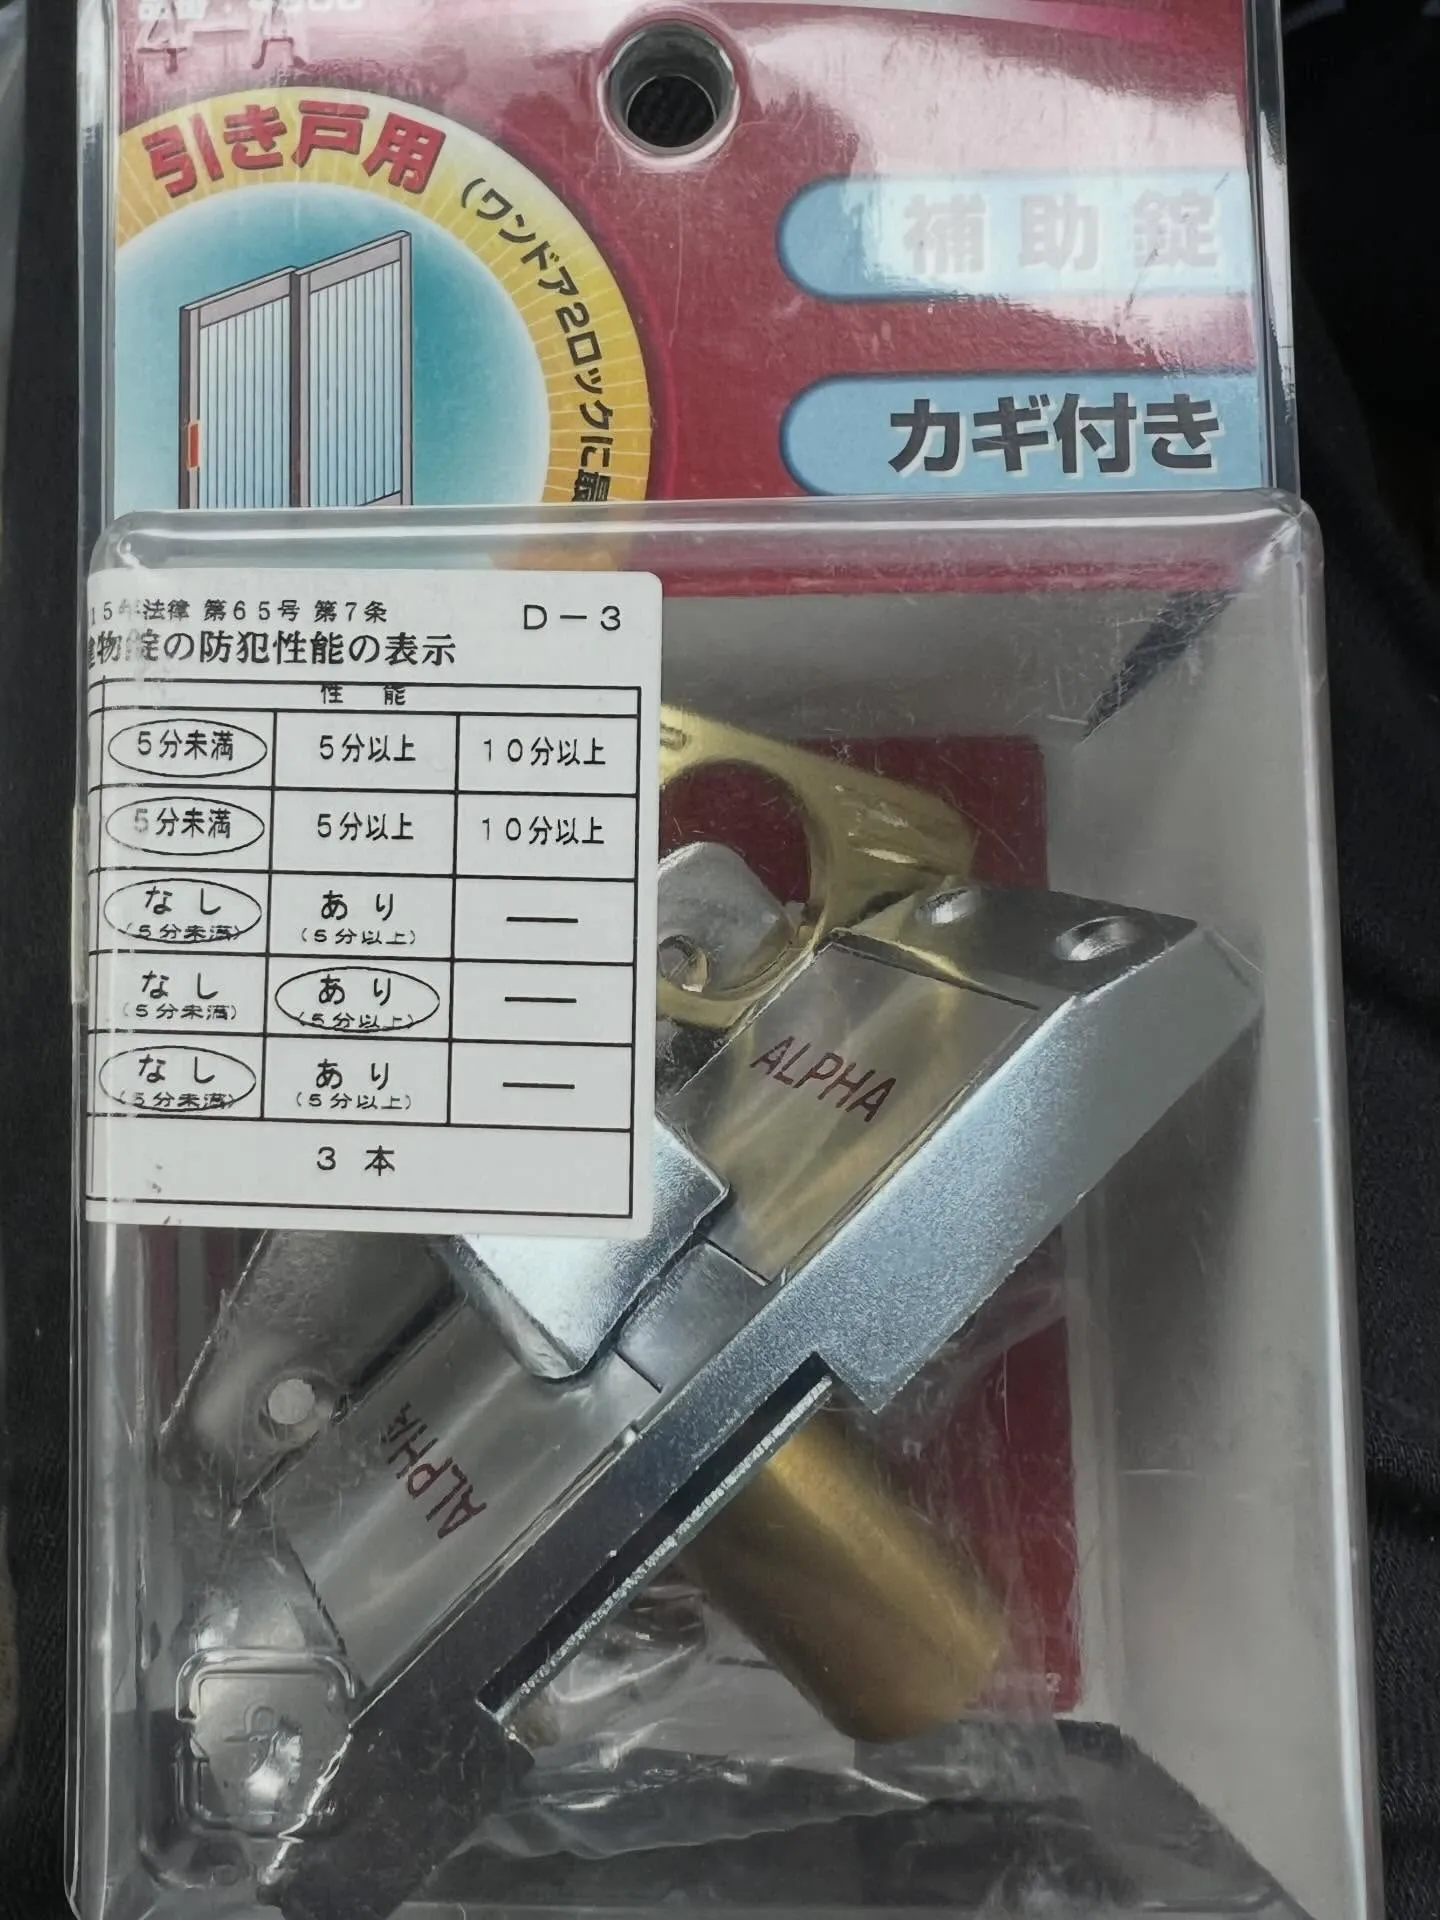 引き戸用
（ワンドア2ロックに最
補助錠
カギ付き
15年法律 第65号 第7条
D－3
物錠の防犯性能の表示
性 能
5分未満 5分以上 10分以上
5分未満 5分以上 10分以上
なし あり ―
(5分未満) (5分以上)
なし あり ―
(5分未満) (5分以上)
なし あり ―
(5分未満) (5分以上)
3 本
ALPHA
ALPHA